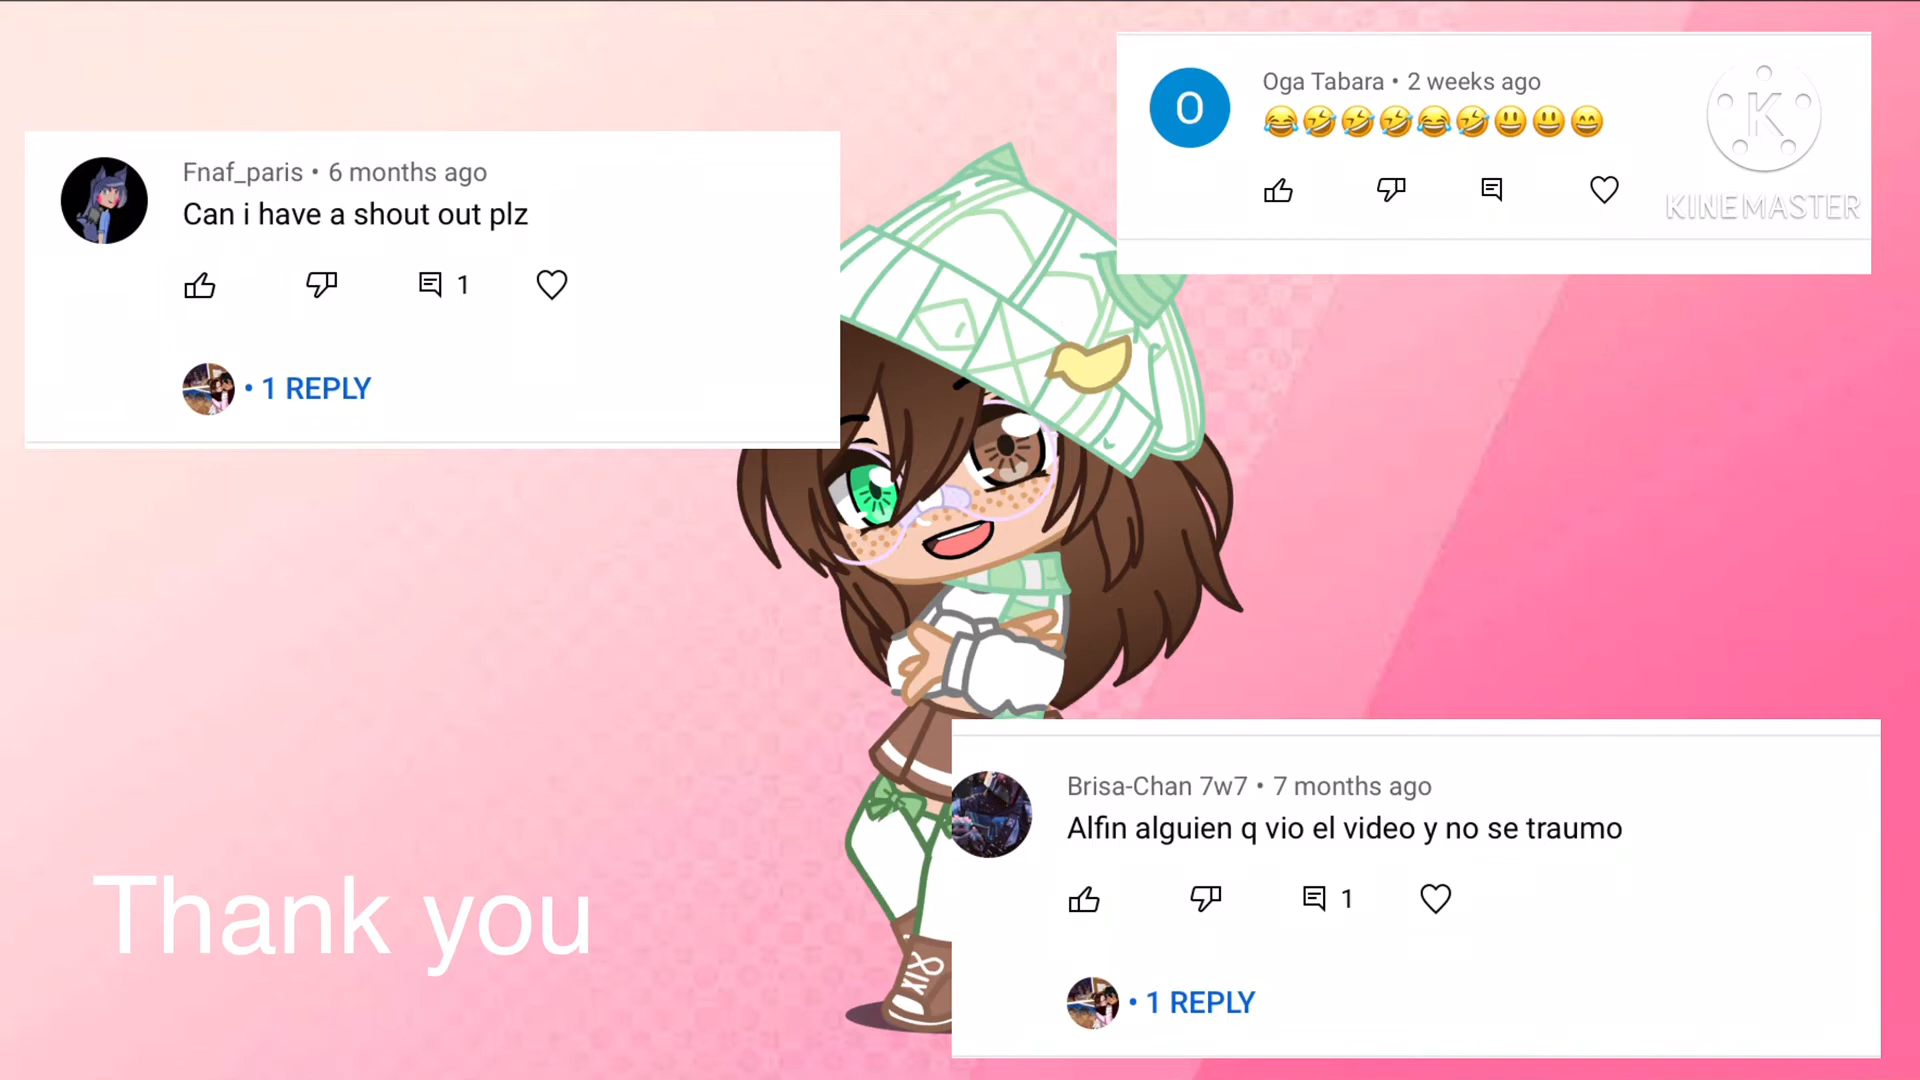 Oga Tabara • 2 weeks ago
O
😂🤣🤣🤣😂🤣😃😃😄
K
KINEMASTER
Fnaf_paris • 6 months ago
Can i have a shout out plz
1
• 1 REPLY
Brisa-Chan 7w7 • 7 months ago
Alfin alguien q vio el video y no se traumo
1
• 1 REPLY
Thank you